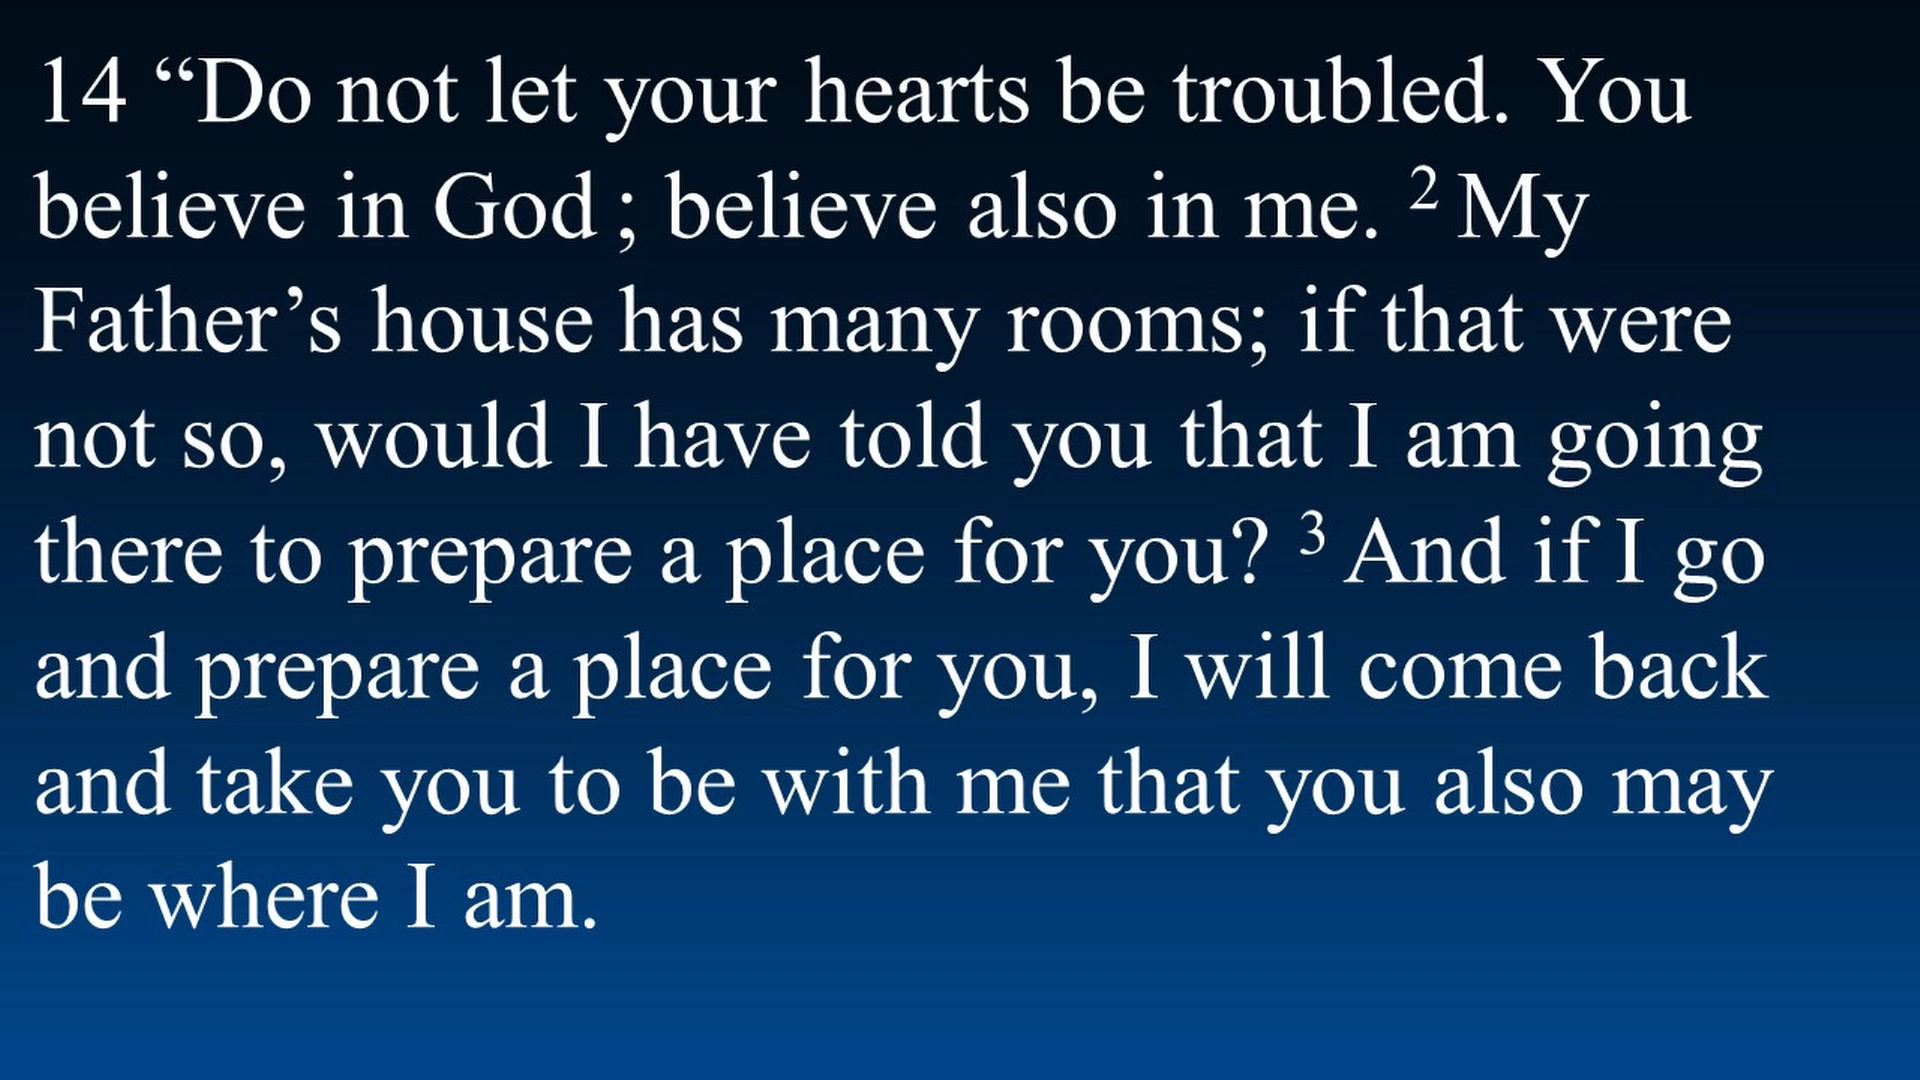 14 “Do not let your hearts be troubled. You
believe in God ; believe also in me. ² My
Father’s house has many rooms; if that were
not so, would I have told you that I am going
there to prepare a place for you? ³ And if I go
and prepare a place for you, I will come back
and take you to be with me that you also may
be where I am.